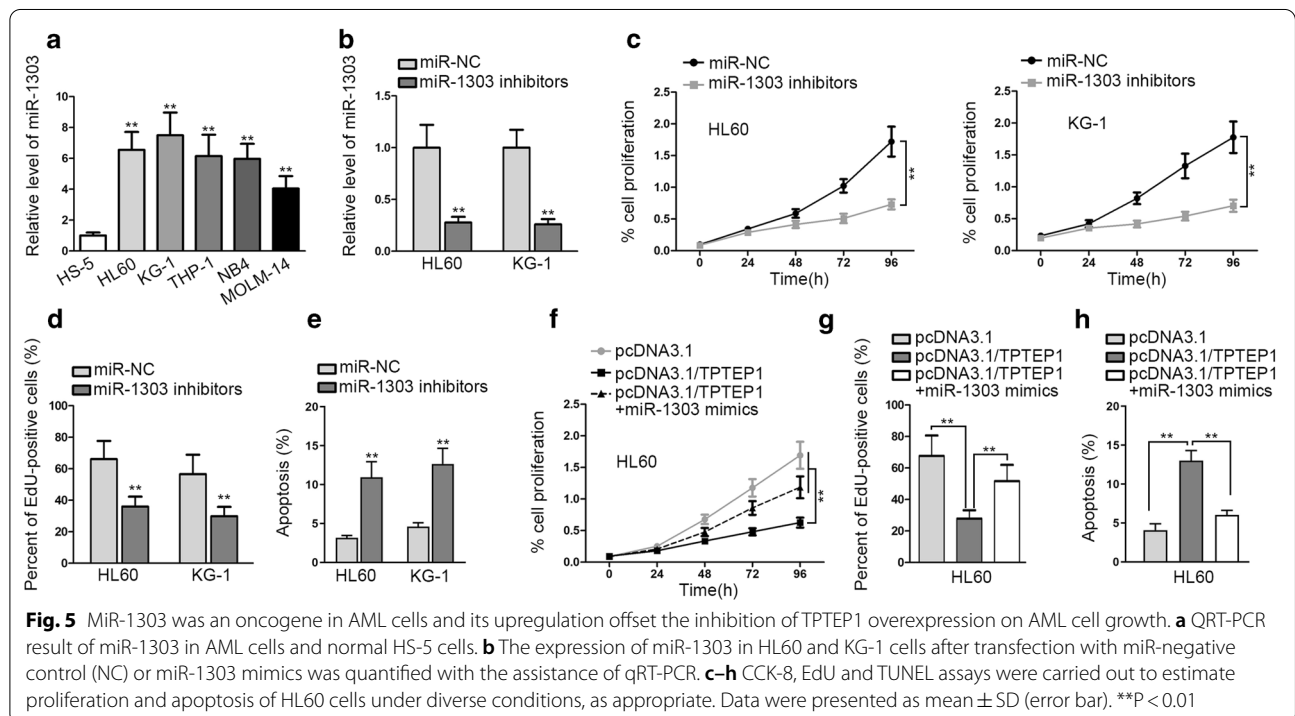 a
Relative level of miR-1303
10
8
6
4
2
0
**
**
**
**
**
HS-5
HL60
KG-1
THP-1
NB4
MOLM-14
b
miR-NC
miR-1303 inhibitors
Relative level of miR-1303
1.5
1.0
0.5
0.0
**
**
HL60
KG-1
c
miR-NC
miR-1303 inhibitors
% cell proliferation
2.5
2.0
1.5
1.0
0.5
0.0
HL60
**
0
24
48
72
96
Time(h)
miR-NC
miR-1303 inhibitors
% cell proliferation
2.5
2.0
1.5
1.0
0.5
0.0
KG-1
**
0
24
48
72
96
Time(h)
d
miR-NC
miR-1303 inhibitors
Percent of EdU-positive cells (%)
100
80
60
40
20
0
**
**
HL60
KG-1
e
miR-NC
miR-1303 inhibitors
Apoptosis (%)
20
15
10
5
0
**
**
HL60
KG-1
f
pcDNA3.1
pcDNA3.1/TPTEP1
pcDNA3.1/TPTEP1
+miR-1303 mimics
% cell proliferation
2.5
2.0
1.5
1.0
0.5
0.0
HL60
**
0
24
48
72
96
Time(h)
g
pcDNA3.1
pcDNA3.1/TPTEP1
pcDNA3.1/TPTEP1
+miR-1303 mimics
Percent of EdU-positive cells (%)
100
80
60
40
20
0
**
**
HL60
h
pcDNA3.1
pcDNA3.1/TPTEP1
pcDNA3.1/TPTEP1
+miR-1303 mimics
Apoptosis (%)
20
15
10
5
0
**
**
HL60
Fig. 5 MiR-1303 was an oncogene in AML cells and its upregulation offset the inhibition of TPTEP1 overexpression on AML cell growth. a QRT-PCR
result of miR-1303 in AML cells and normal HS-5 cells. b The expression of miR-1303 in HL60 and KG-1 cells after transfection with miR-negative
control (NC) or miR-1303 mimics was quantified with the assistance of qRT-PCR. c–h CCK-8, EdU and TUNEL assays were carried out to estimate
proliferation and apoptosis of HL60 cells under diverse conditions, as appropriate. Data were presented as mean ± SD (error bar). **P < 0.01